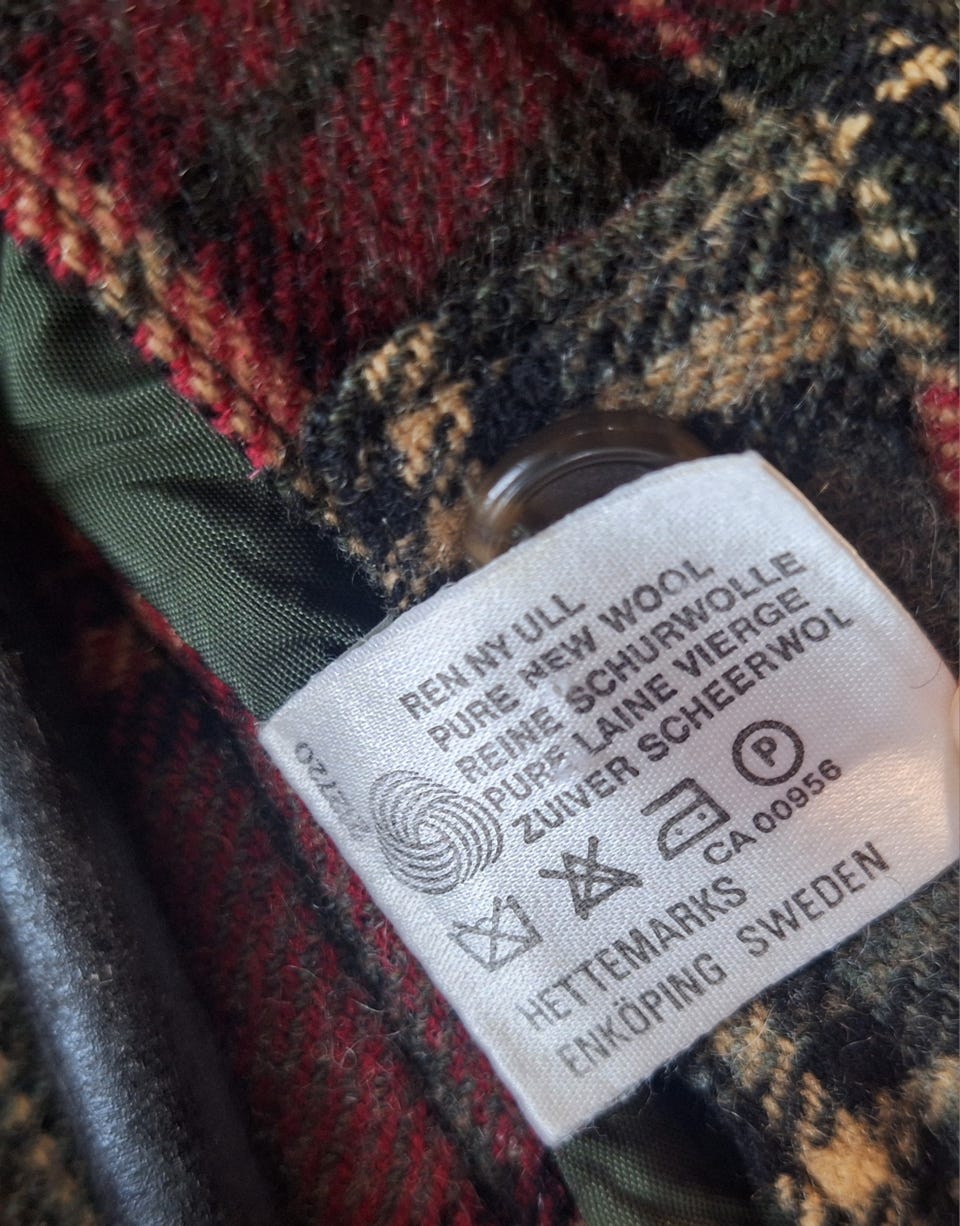 REN NY ULL
PURE NEW WOOL
REINE SCHURWOLLE
PURE LAINE VIERGE
ZUIVER SCHEERWOL
P
CA 00956
HETTEMARKS
ENKÖPING SWEDEN